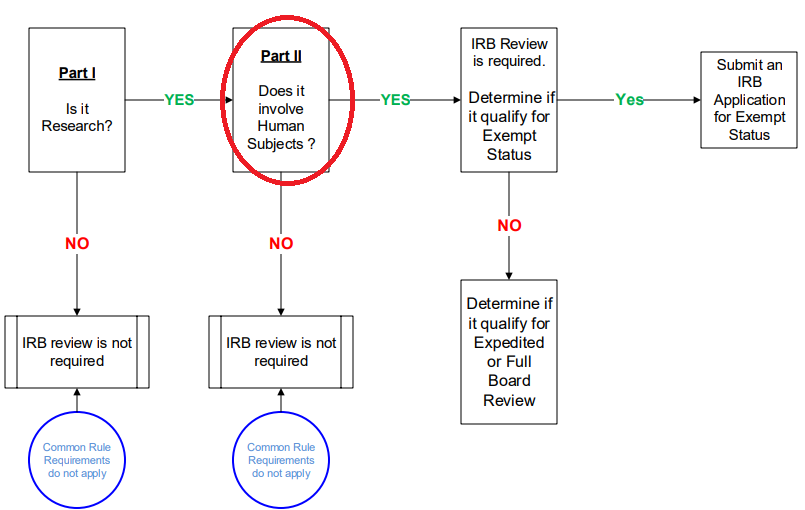 Part I
Is it
Research?
YES
Part II
Does it
involve
Human
Subjects ?
YES
IRB Review
is required.
Determine if
it qualify for
Exempt
Status
Yes
Submit an
IRB
Application
for Exempt
Status
NO
NO
NO
IRB review is not
required
IRB review is not
required
Determine if
it qualify for
Expedited
or Full
Board
Review
Common Rule
Requirements
do not apply
Common Rule
Requirements
do not apply